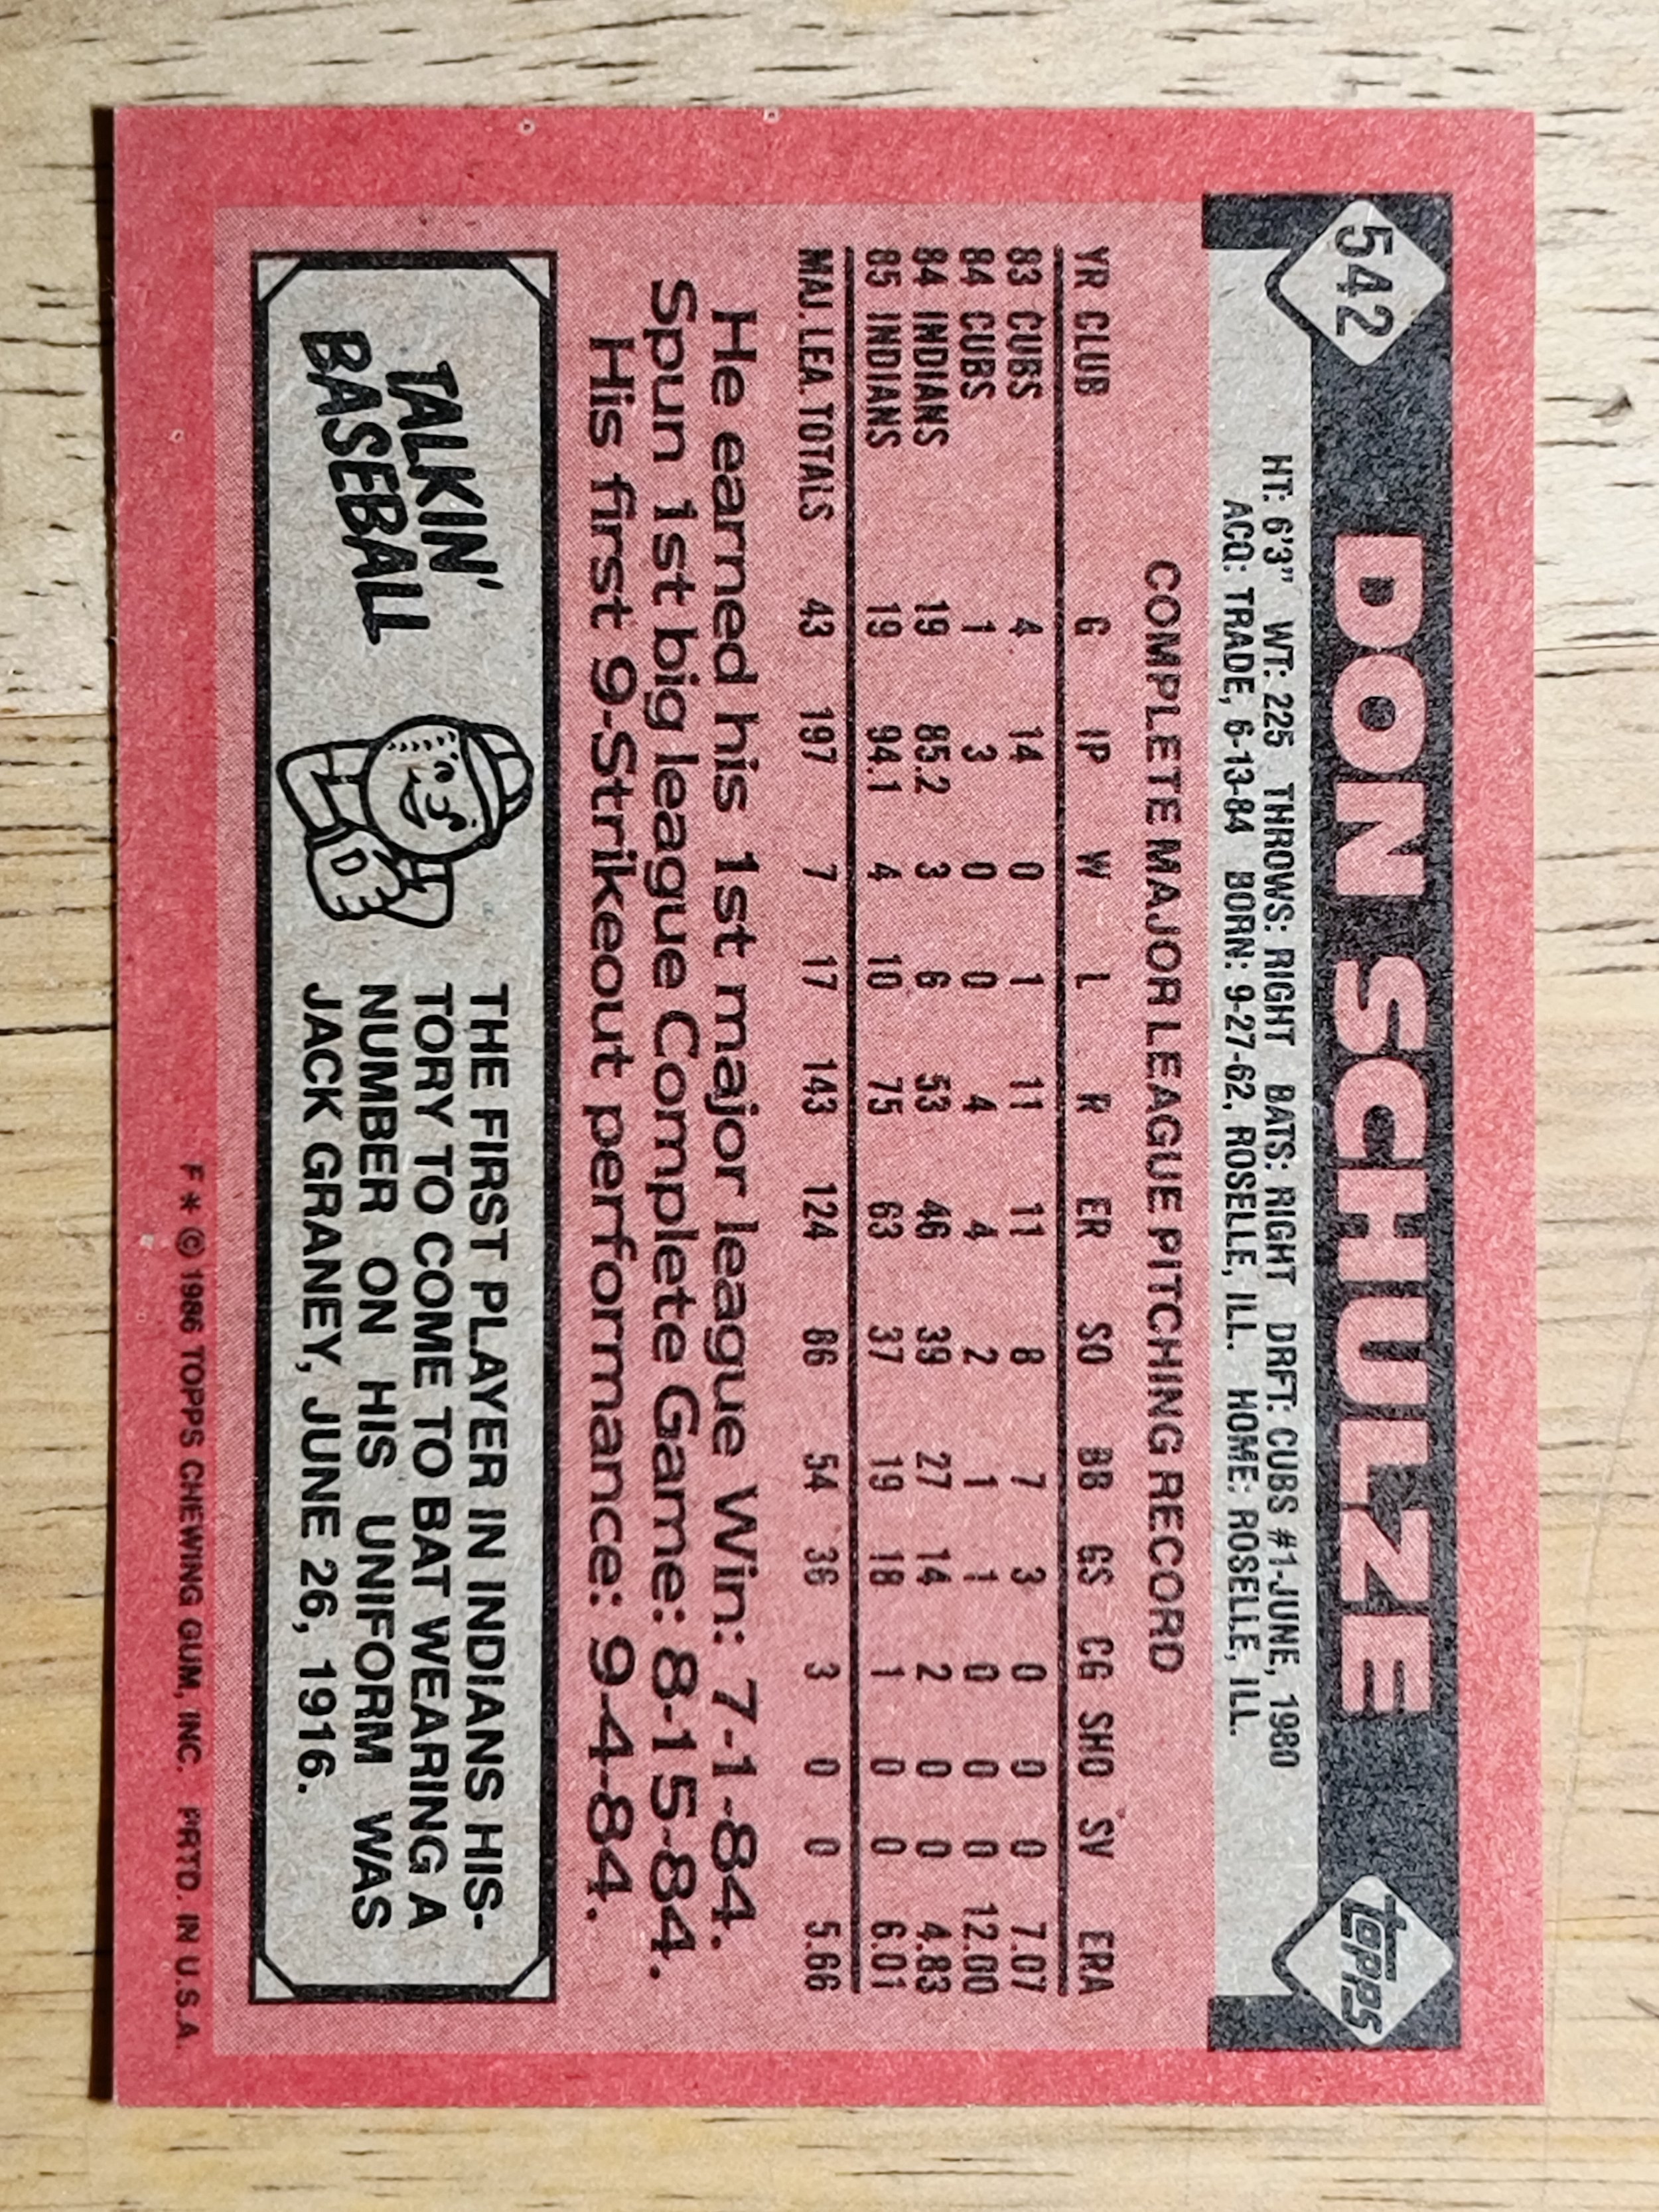 542
DON SCHULZE
topps
HT: 6'3" WT: 225 THROWS: RIGHT BATS: RIGHT DRFT: CUBS #1-JUNE, 1980
ACQ: TRADE, 6-13-84 BORN: 9-27-62, ROSELLE, ILL. HOME: ROSELLE, ILL.
COMPLETE MAJOR LEAGUE PITCHING RECORD
YR CLUB G IP W L R ER SO BB GS CG SHO SV ERA
83 CUBS 4 14 0 1 11 11 8 7 3 0 0 0 7.07
84 CUBS 1 3 0 0 4 4 2 1 1 0 0 0 12.00
84 INDIANS 19 85.2 3 6 53 46 39 27 14 2 0 0 4.83
85 INDIANS 19 94.1 4 10 75 63 37 19 18 1 0 0 6.01
MAJ. LEA. TOTALS 43 197 7 17 143 124 86 54 36 3 0 0 5.66
He earned his 1st major league Win: 7-1-84.
Spun 1st big league Complete Game: 8-15-84.
His first 9-Strikeout performance: 9-4-84.
TALKIN'
BASEBALL
THE FIRST PLAYER IN INDIANS HIS-
TORY TO COME TO BAT WEARING A
NUMBER ON HIS UNIFORM WAS
JACK GRANEY, JUNE 26, 1916.
F * © 1986 TOPPS CHEWING GUM, INC. PRTD. IN U.S.A.